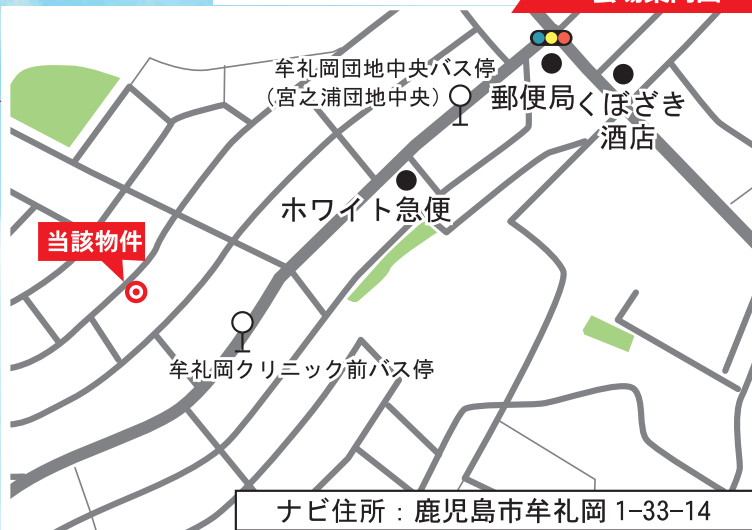 牟礼岡団地中央バス停
(宮之浦団地中央)
郵便局
くぼざき
酒店
ホワイト急便
当該物件
牟礼岡クリニック前バス停
ナビ住所：鹿児島市牟礼岡 1-33-14